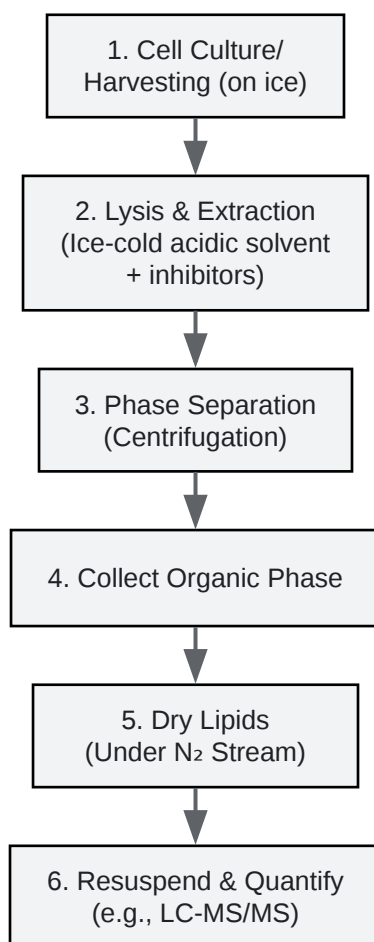 1. Cell Culture/
Harvesting (on ice)
2. Lysis & Extraction
(Ice-cold acidic solvent
+ inhibitors)
3. Phase Separation
(Centrifugation)
4. Collect Organic Phase
5. Dry Lipids
(Under N₂ Stream)
6. Resuspend & Quantify
(e.g., LC-MS/MS)